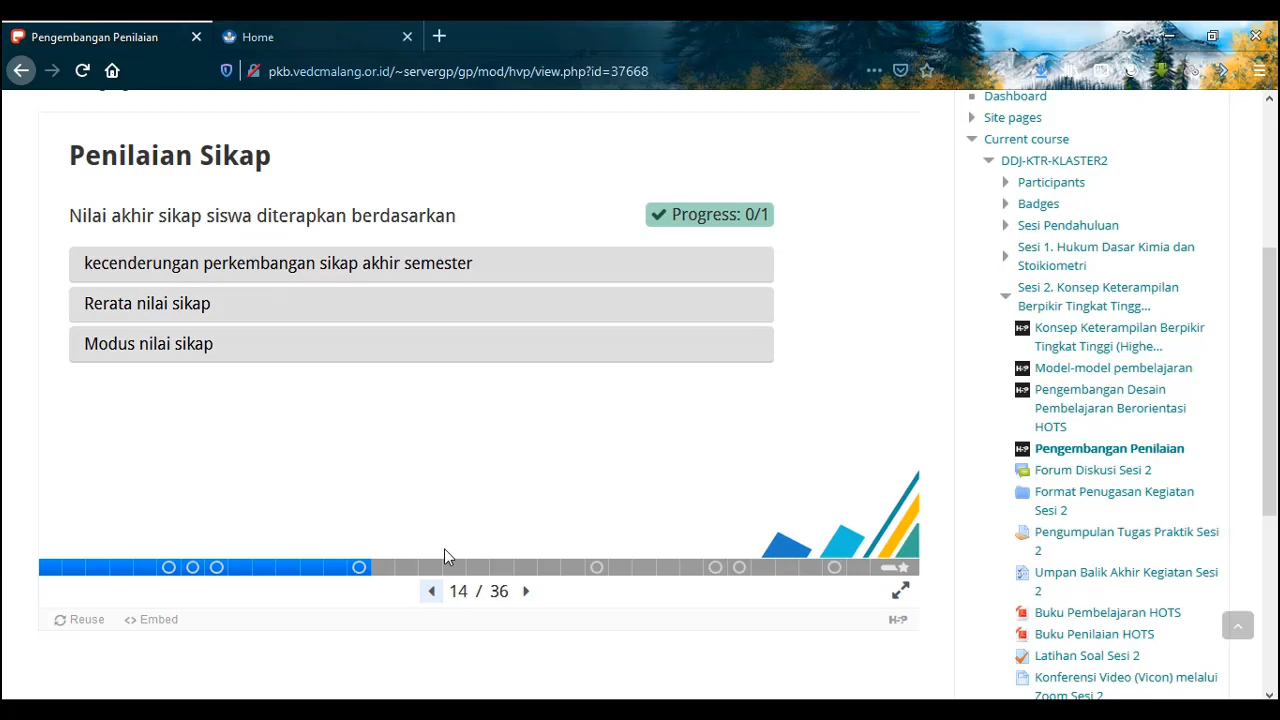 Pengembangan Penilaian
Home
pkb.vedcmalang.or.id/~servergp/gp/mod/hvp/view.php?id=37668
Penilaian Sikap
Nilai akhir sikap siswa diterapkan berdasarkan
Progress: 0/1
kecenderungan perkembangan sikap akhir semester
Rerata nilai sikap
Modus nilai sikap
14 / 36
Reuse
Embed
H-P
Dashboard
Site pages
Current course
DDJ-KTR-KLASTER2
Participants
Badges
Sesi Pendahuluan
Sesi 1. Hukum Dasar Kimia dan
Stoikiometri
Sesi 2. Konsep Keterampilan
Berpikir Tingkat Tingg...
Konsep Keterampilan Berpikir
Tingkat Tinggi (Highe...
Model-model pembelajaran
Pengembangan Desain
Pembelajaran Berorientasi
HOTS
Pengembangan Penilaian
Forum Diskusi Sesi 2
Format Penugasan Kegiatan
Sesi 2
Pengumpulan Tugas Praktik Sesi
2
Umpan Balik Akhir Kegiatan Sesi
2
Buku Pembelajaran HOTS
Buku Penilaian HOTS
Latihan Soal Sesi 2
Konferensi Video (Vicon) melalui
Zoom Sesi 2